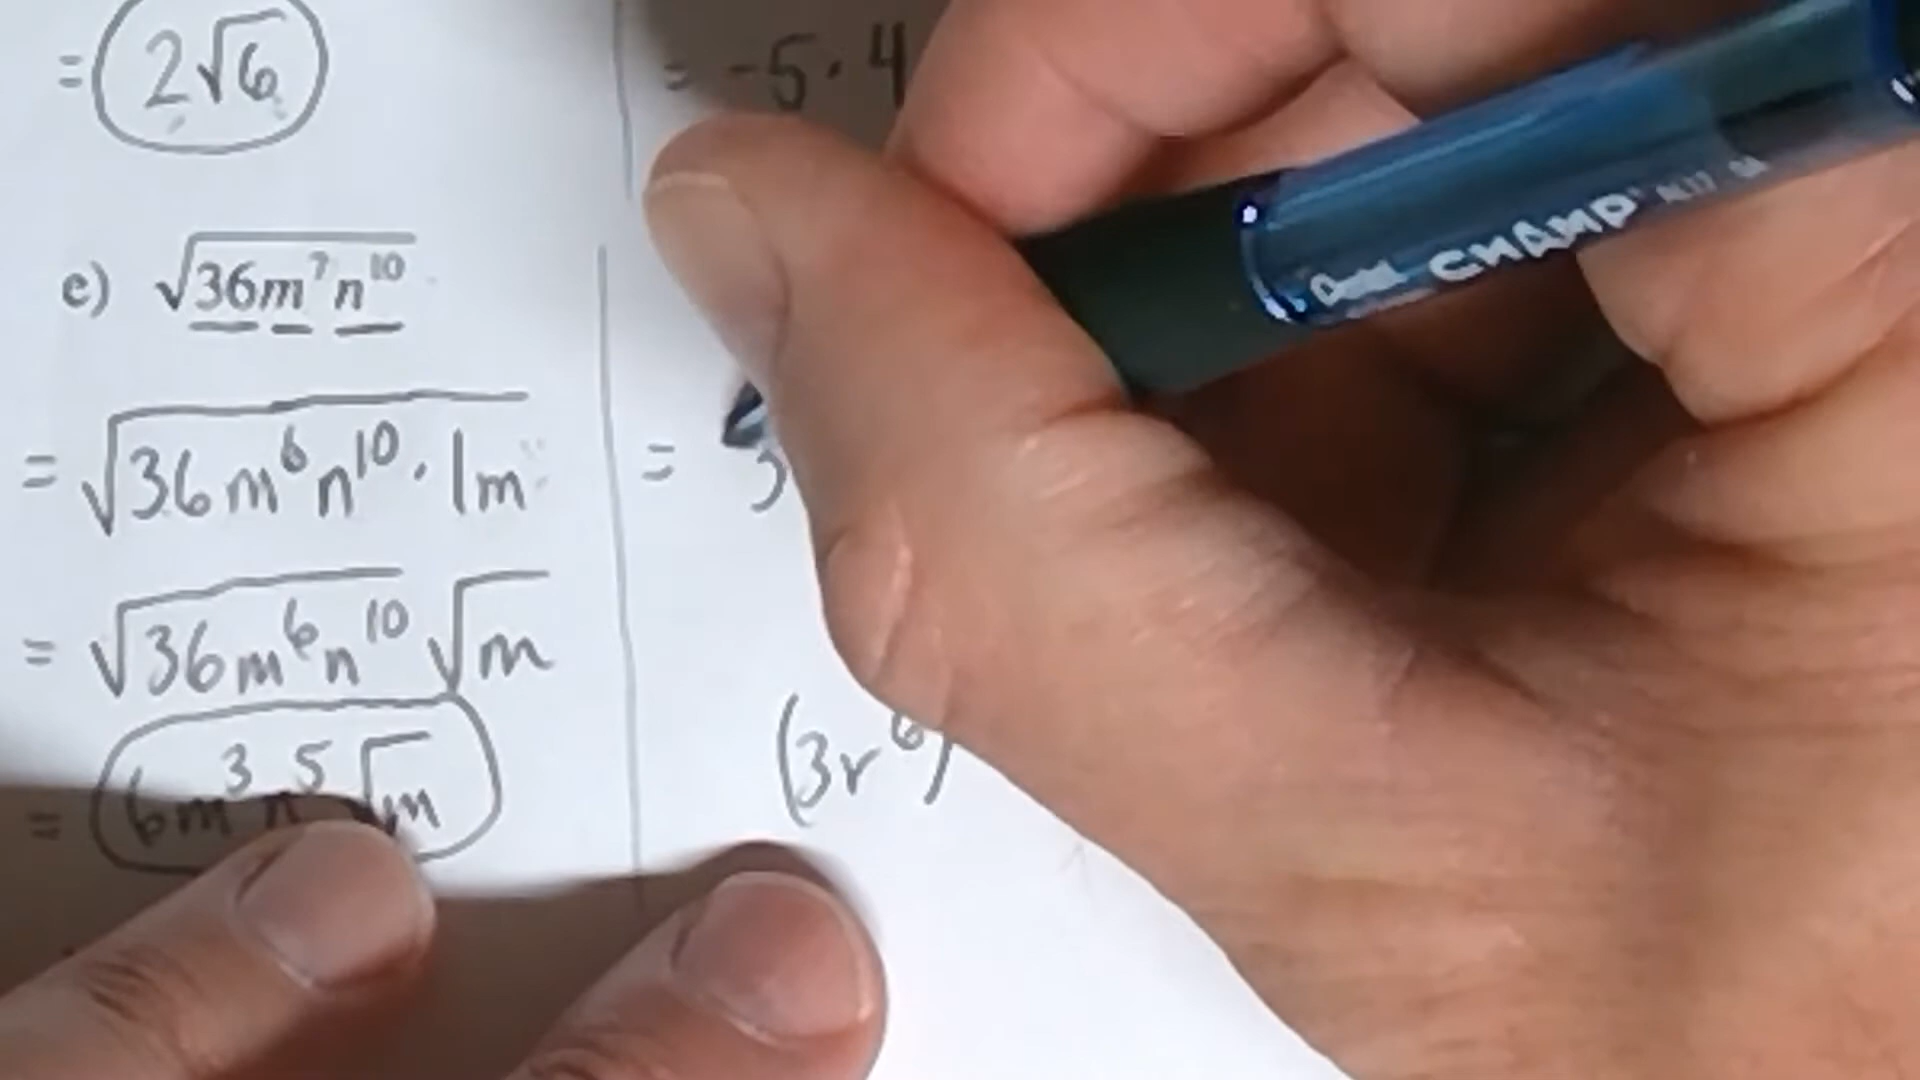 = 2√6
= -5 · 4
e) √36m⁷n¹⁰
= √36m⁶n¹⁰ · 1m
= √36m⁶n¹⁰ √m
= 6m³n⁵√m
=
(3r⁶)
Pentel CHAMP